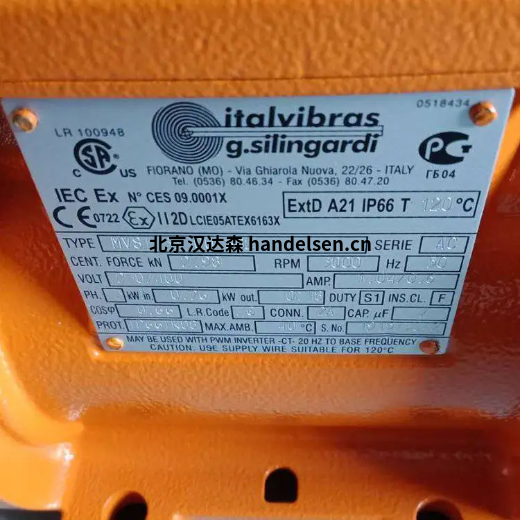 0518434
LR 100948
italvibras
g.silingardi
C SA US
PG
ГБ04
FIORANO (MO) - Via Ghiarola Nuova, 22/26 - ITALY
Tel. (0536) 80.46.34 - Fax (0536) 80.47.20
IEC Ex N° CES 09.0001X
ExtD A21 IP66 T 120°C
CE 0722 Ex II2D LCIE05ATEX6163X
TYPE SERIE
北京汉达森 handelsen.cn
CENT. FORCE kN RPM 3000 Hz
VOLT AMP.
PH. kW in kW out DUTY S1 INS.CL. F
COSφ L.R.Code CONN. CAP. µF
PROT. MAX.AMB. °C S. No.
MAY BE USED WITH PWM INVERTER -CT- 20 HZ TO BASE FREQUENCY
CAUTION. USE SUPPLY WIRE SUITABLE FOR 120°C